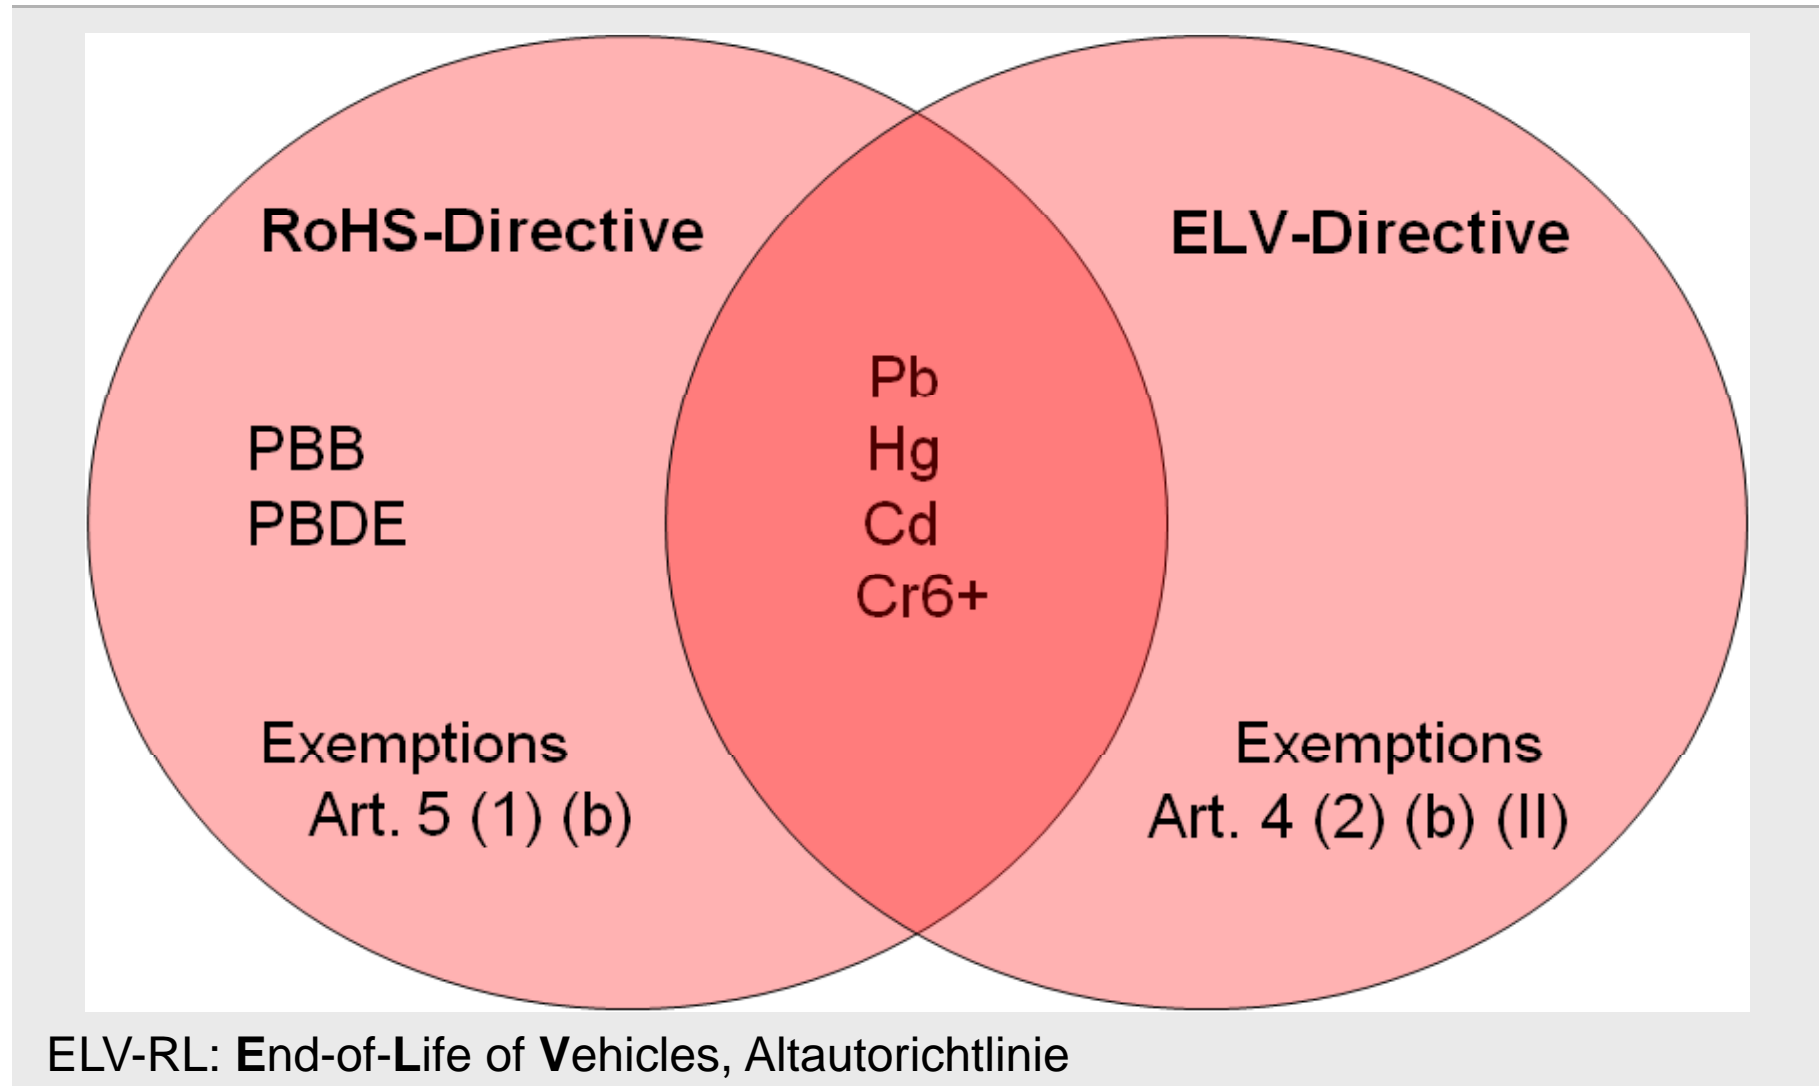 RoHS-Directive
ELV-Directive
Pb
Hg
Cd
Cr6+
PBB
PBDE
Exemptions
Art. 5 (1) (b)
Exemptions
Art. 4 (2) (b) (II)
ELV-RL: End-of-Life of Vehicles, Altautorichtlinie